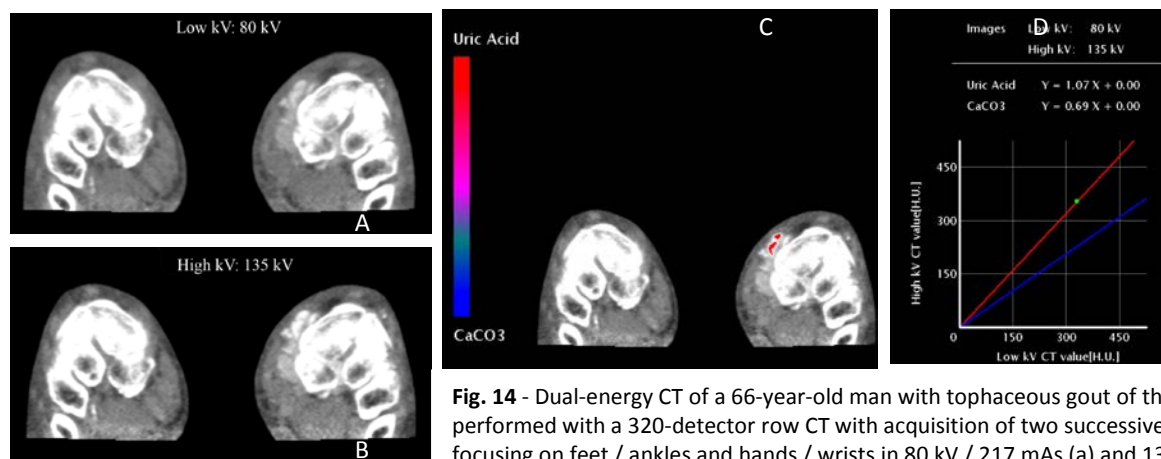 Low kV: 80 kV
A
High kV: 135 kV
B
C
Uric Acid
CaCO3
D
Images Low kV: 80 kV
High kV: 135 kV
Uric Acid Y = 1.07 X + 0.00
CaCO3 Y = 0.69 X + 0.00
High kV CT value[H.U.]
450
300
150
0 150 300 450
Low kV CT value[H.U.]
Fig. 14 - Dual-energy CT of a 66-year-old man with tophaceous gout of th
performed with a 320-detector row CT with acquisition of two successive
focusing on feet / ankles and hands / wrists in 80 kV / 217 mAs (a) and 13